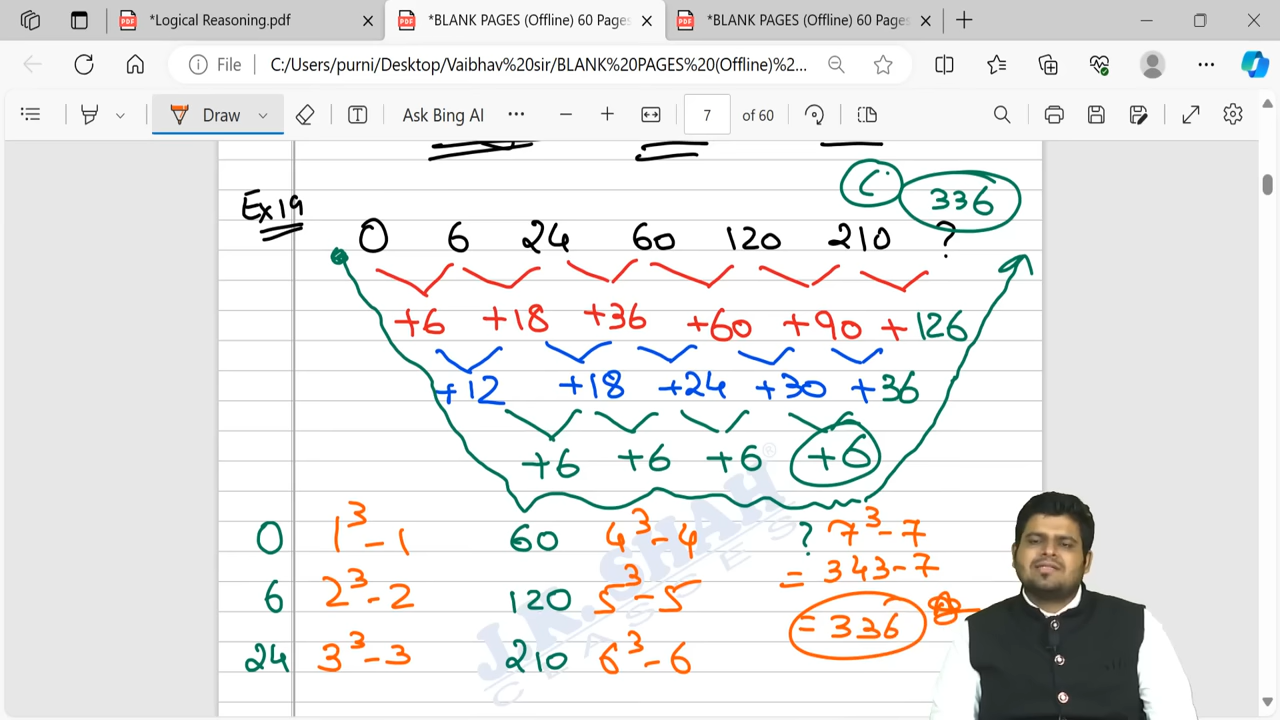 *Logical Reasoning.pdf
*BLANK PAGES (Offline) 60 Pages
*BLANK PAGES (Offline) 60 Pages
File C:/Users/purni/Desktop/Vaibhav%20sir/BLANK%20PAGES%20(Offline)%2...
Draw Ask Bing AI 7 of 60
C 336
Ex 19
0 6 24 60 120 210 ?
+6 +18 +36 +60 +90 +126
+12 +18 +24 +30 +36
+6 +6 +6 +6
0 1³-1 60 4³-4 ? 7³-7
= 343-7
6 2³-2 120 5³-5
= 336
24 3³-3 210 6³-6
J.K. SHAH®
CLASSES